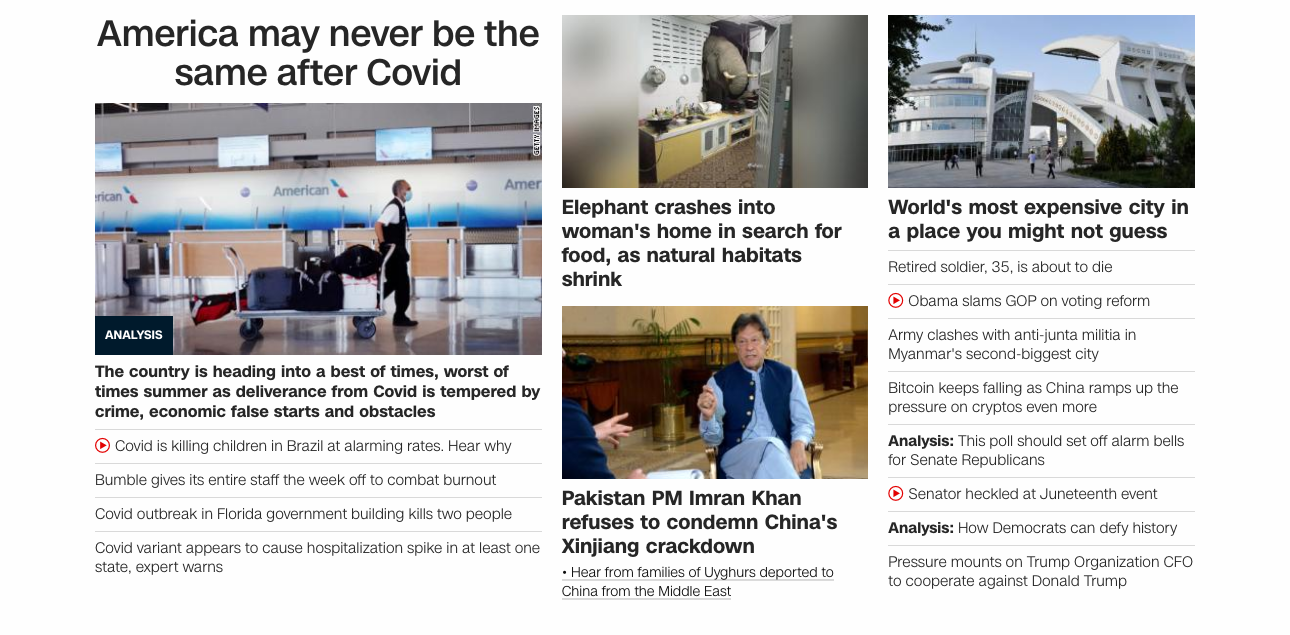 America may never be the
same after Covid
GETTY IMAGES
rican
American
Amer
ANALYSIS
The country is heading into a best of times, worst of
times summer as deliverance from Covid is tempered by
crime, economic false starts and obstacles
Covid is killing children in Brazil at alarming rates. Hear why
Bumble gives its entire staff the week off to combat burnout
Covid outbreak in Florida government building kills two people
Covid variant appears to cause hospitalization spike in at least one
state, expert warns
Elephant crashes into
woman's home in search for
food, as natural habitats
shrink
Pakistan PM Imran Khan
refuses to condemn China's
Xinjiang crackdown
• Hear from families of Uyghurs deported to
China from the Middle East
World's most expensive city in
a place you might not guess
Retired soldier, 35, is about to die
Obama slams GOP on voting reform
Army clashes with anti-junta militia in
Myanmar's second-biggest city
Bitcoin keeps falling as China ramps up the
pressure on cryptos even more
Analysis: This poll should set off alarm bells
for Senate Republicans
Senator heckled at Juneteenth event
Analysis: How Democrats can defy history
Pressure mounts on Trump Organization CFO
to cooperate against Donald Trump